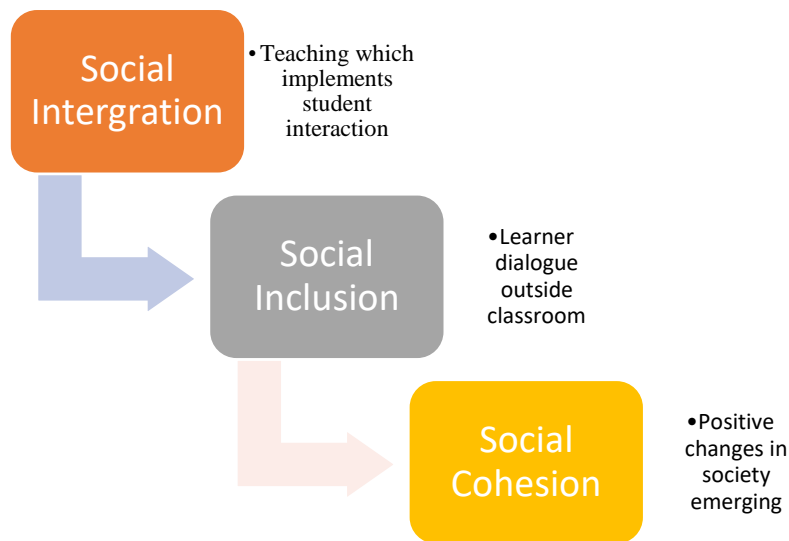 Social
Intergration
•Teaching which
implements
student
interaction
Social
Inclusion
•Learner
dialogue
outside
classroom
Social
Cohesion
•Positive
changes in
society
emerging